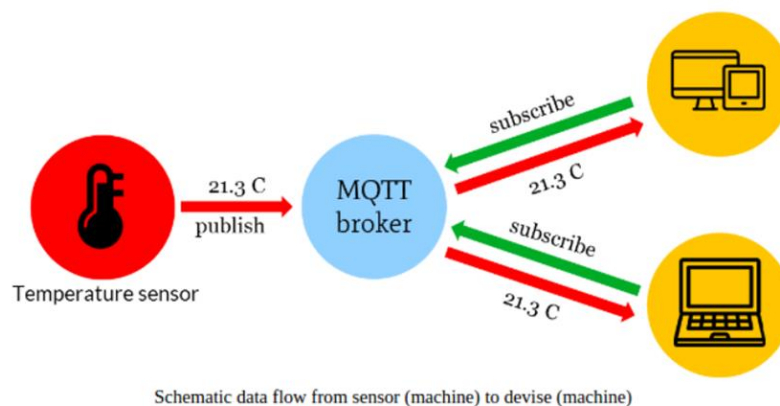 subscribe
21.3 C
21.3 C
publish
MQTT
broker
subscribe
21.3 C
Temperature sensor
Schematic data flow from sensor (machine) to devise (machine)